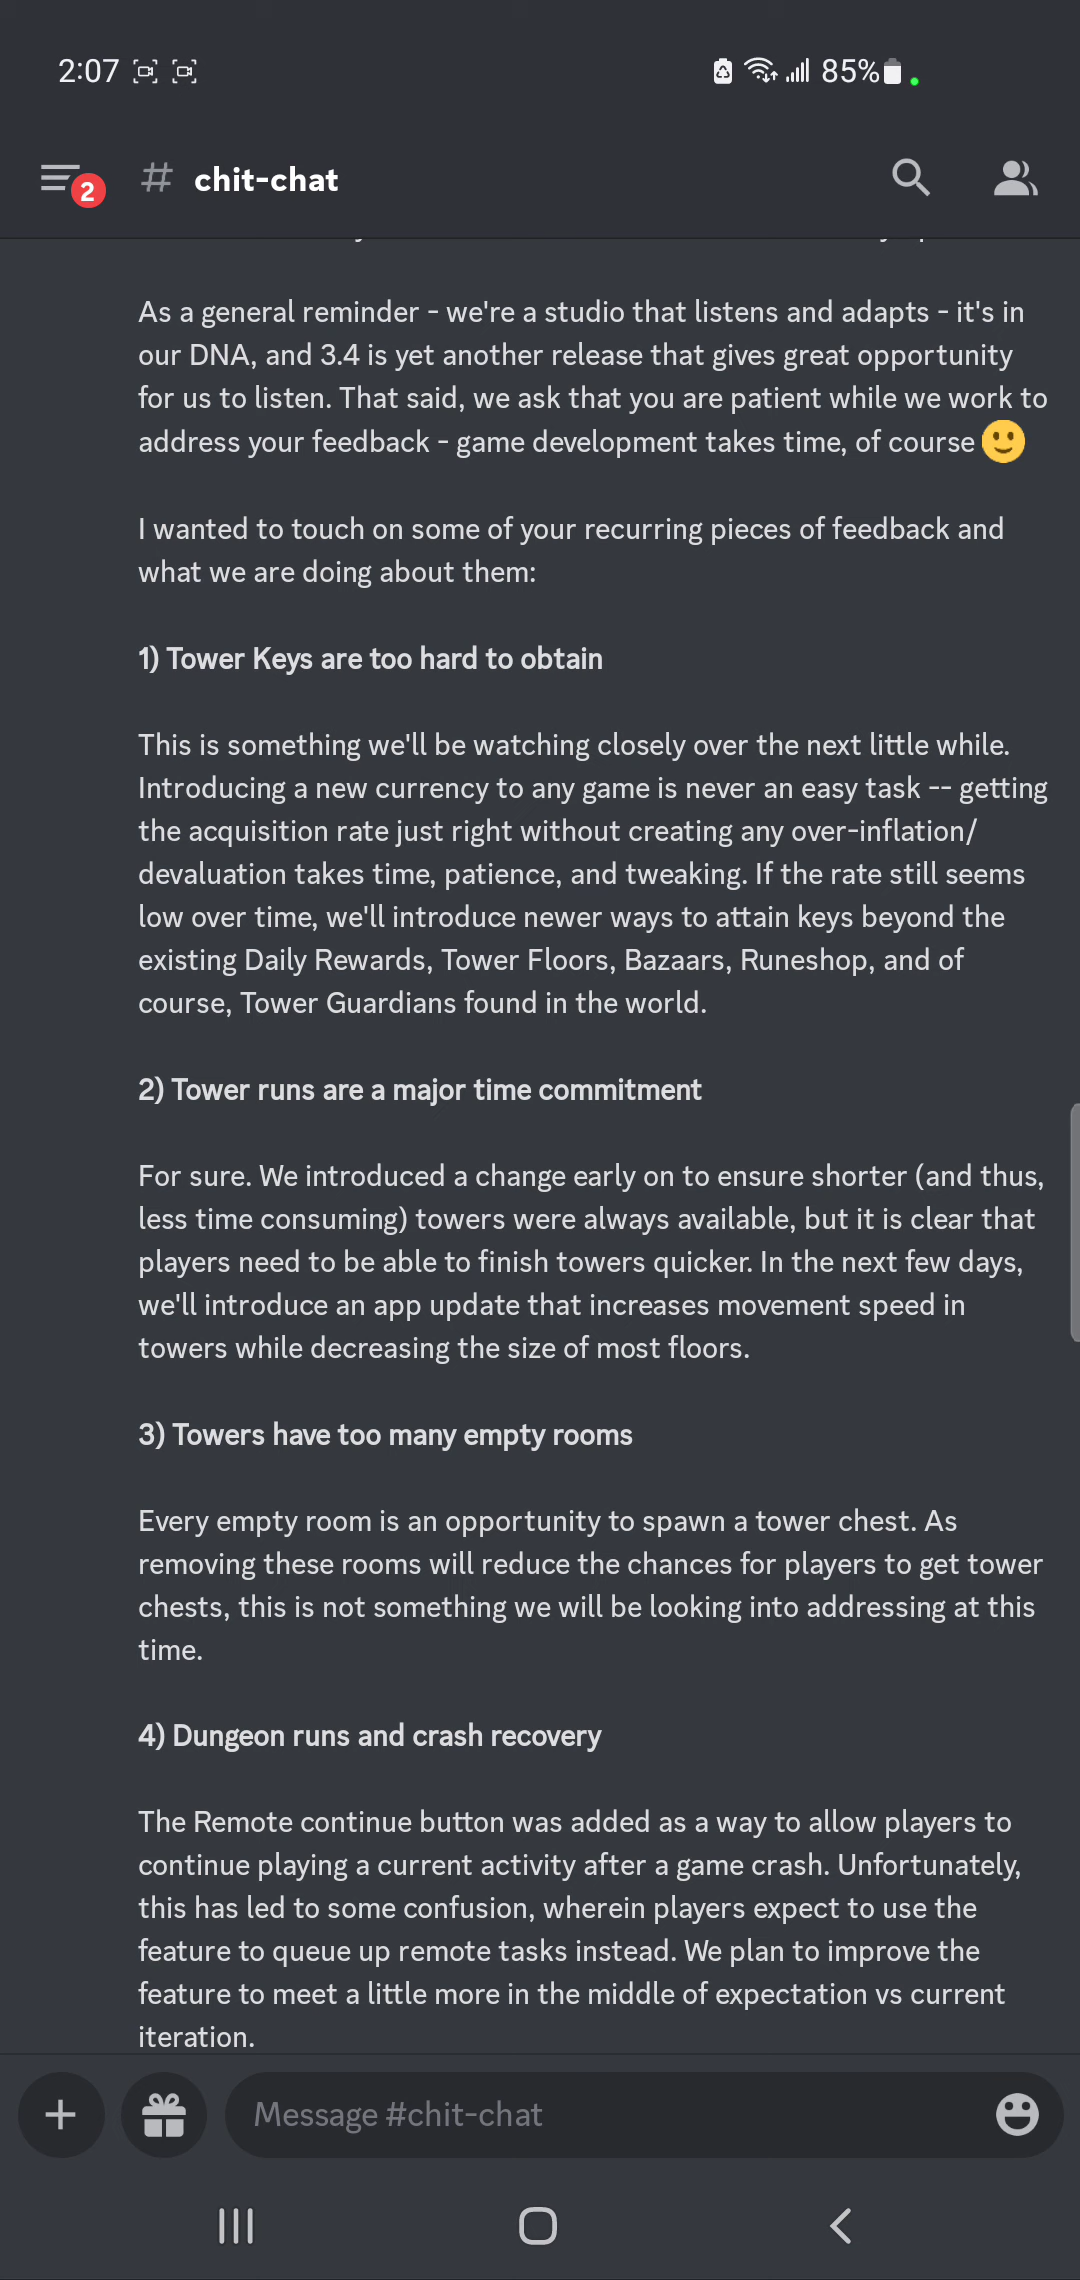 2:07
85%
2
# chit-chat
As a general reminder - we're a studio that listens and adapts - it's in
our DNA, and 3.4 is yet another release that gives great opportunity
for us to listen. That said, we ask that you are patient while we work to
address your feedback - game development takes time, of course 🙂
I wanted to touch on some of your recurring pieces of feedback and
what we are doing about them:
1) Tower Keys are too hard to obtain
This is something we'll be watching closely over the next little while.
Introducing a new currency to any game is never an easy task -- getting
the acquisition rate just right without creating any over-inflation/
devaluation takes time, patience, and tweaking. If the rate still seems
low over time, we'll introduce newer ways to attain keys beyond the
existing Daily Rewards, Tower Floors, Bazaars, Runeshop, and of
course, Tower Guardians found in the world.
2) Tower runs are a major time commitment
For sure. We introduced a change early on to ensure shorter (and thus,
less time consuming) towers were always available, but it is clear that
players need to be able to finish towers quicker. In the next few days,
we'll introduce an app update that increases movement speed in
towers while decreasing the size of most floors.
3) Towers have too many empty rooms
Every empty room is an opportunity to spawn a tower chest. As
removing these rooms will reduce the chances for players to get tower
chests, this is not something we will be looking into addressing at this
time.
4) Dungeon runs and crash recovery
The Remote continue button was added as a way to allow players to
continue playing a current activity after a game crash. Unfortunately,
this has led to some confusion, wherein players expect to use the
feature to queue up remote tasks instead. We plan to improve the
feature to meet a little more in the middle of expectation vs current
iteration.
Message #chit-chat